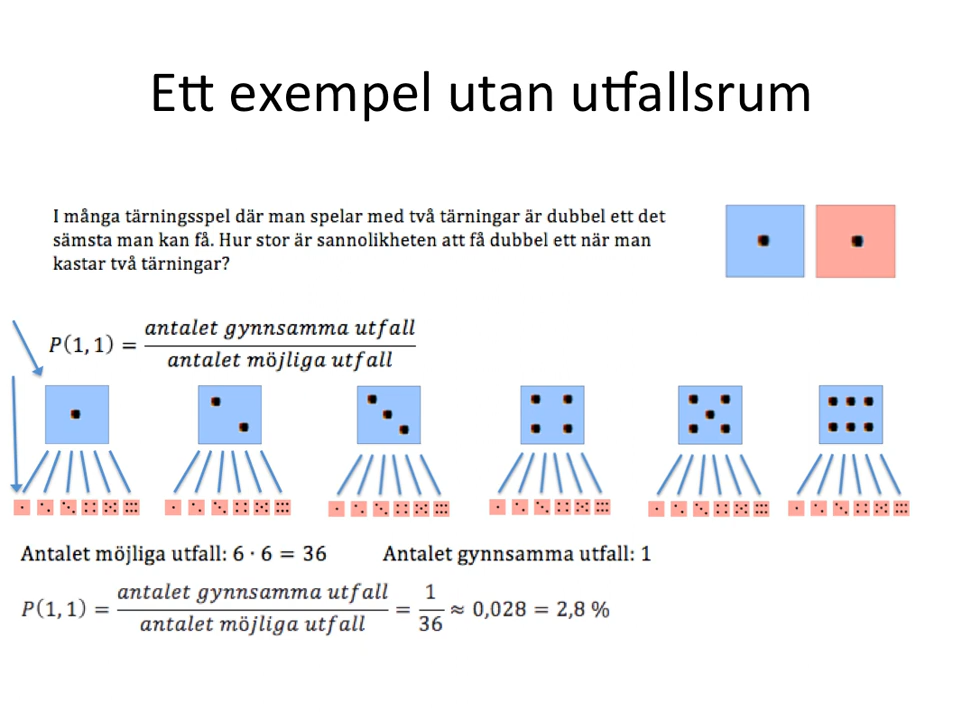 Ett exempel utan utfallsrum
I många tärningsspel där man spelar med två tärningar är dubbel ett det
sämsta man kan få. Hur stor är sannolikheten att få dubbel ett när man
kastar två tärningar?
P(1, 1) = antalet gynnsamma utfall / antalet möjliga utfall
Antalet möjliga utfall: 6 · 6 = 36 Antalet gynnsamma utfall: 1
P(1, 1) = antalet gynnsamma utfall / antalet möjliga utfall = 1/36 ≈ 0,028 = 2,8 %